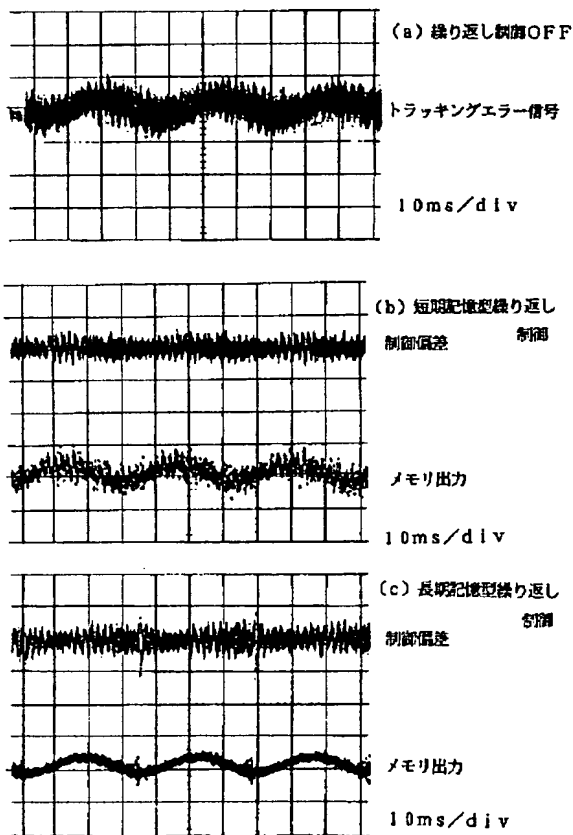 (a)繰り返し制御OFF
トラッキングエラー信号
10ms/div
(b)短期記憶型繰り返し
制御
制御偏差
メモリ出力
10ms/div
(c)長期記憶型繰り返し
制御
制御偏差
メモリ出力
10ms/div